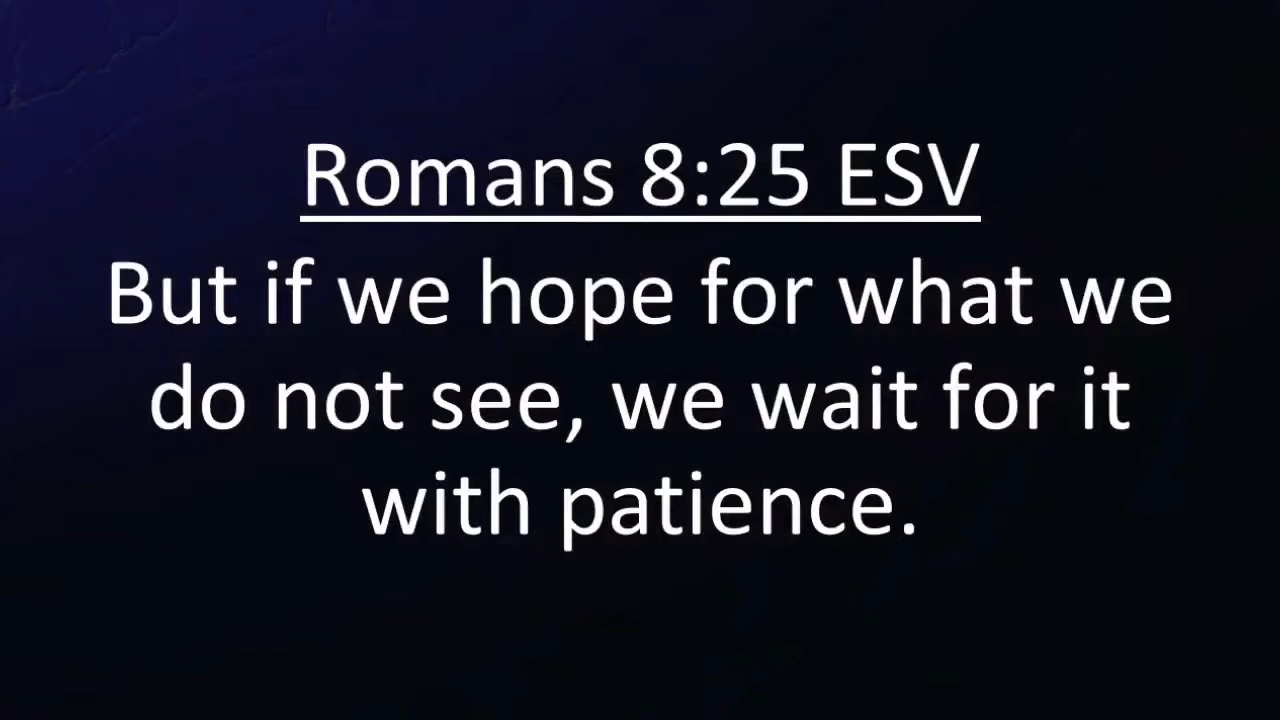 Romans 8:25 ESV
But if we hope for what we
do not see, we wait for it
with patience.